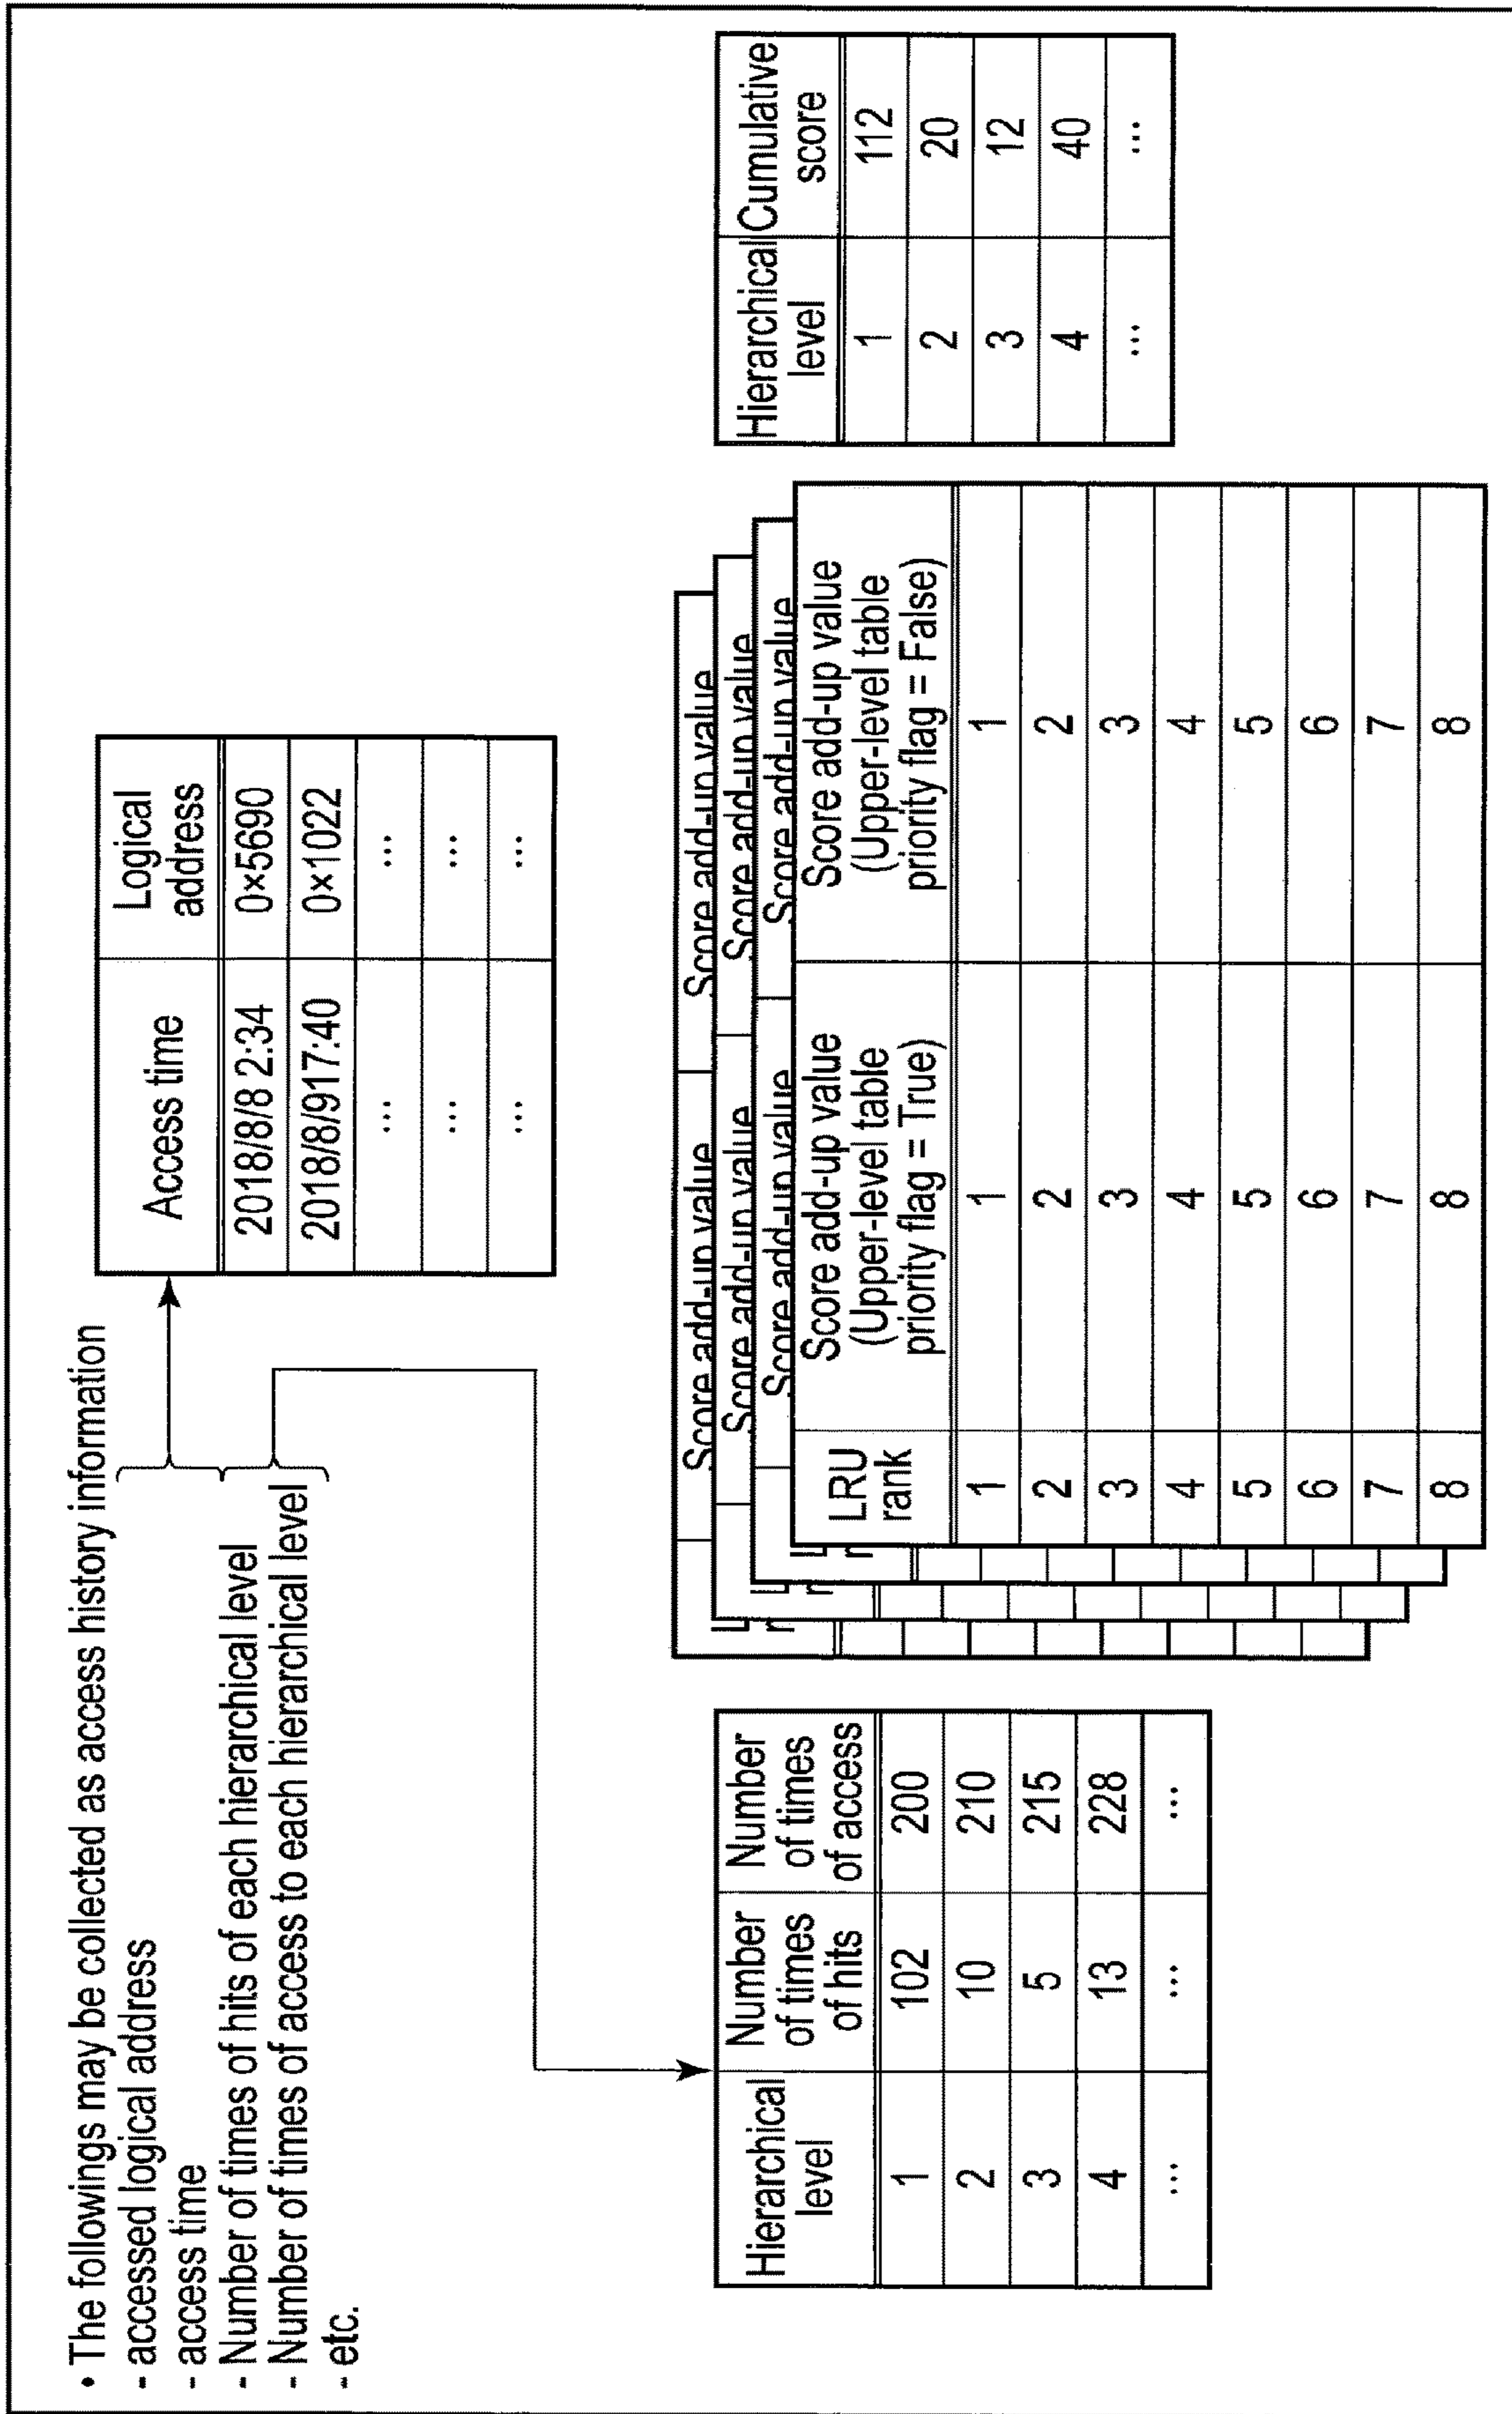 • The followings may be collected as access history information
- accessed logical address
- access time
- Number of times of hits of each hierarchical level
- Number of times of access to each hierarchical level
- etc.
Access time Logical address
2018/8/8 2:34 0×5690
2018/8/917:40 0×1022
... ...
... ...
... ...
Hierarchical level Number of times of hits Number of times of access
1 102 200
2 10 210
3 5 215
4 13 228
... ... ...
Score add-up value Score add-up value
Score add-up value Score add-up value
Score add-up value Score add-up value
LRU rank Score add-up value (Upper-level table priority flag = True) Score add-up value (Upper-level table priority flag = False)
1 1 1
2 2 2
3 3 3
4 4 4
5 5 5
6 6 6
7 7 7
8 8 8
Hierarchical level Cumulative score
1 112
2 20
3 12
4 40
... ...